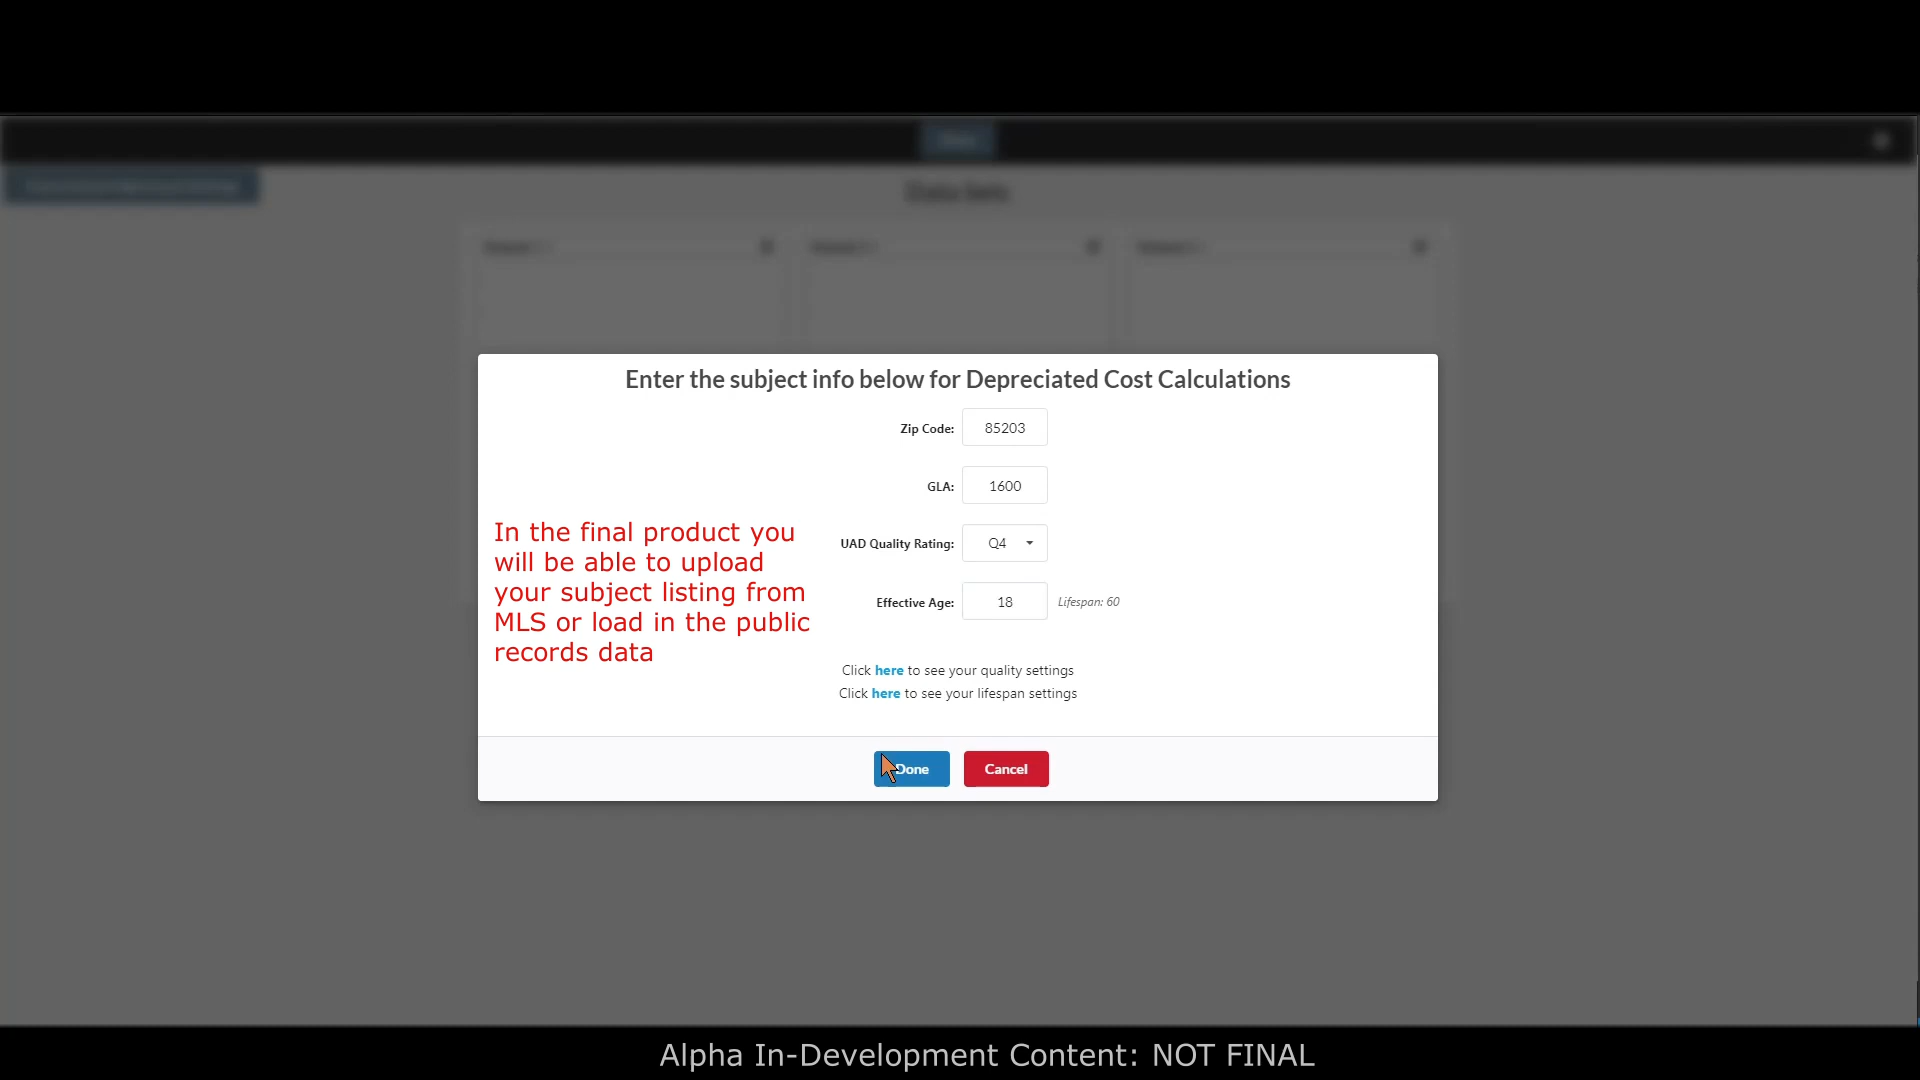 Enter the subject info below for Depreciated Cost Calculations
Zip Code: 85203
GLA: 1600
UAD Quality Rating: Q4
Effective Age: 18 Lifespan: 60
In the final product you
will be able to upload
your subject listing from
MLS or load in the public
records data
Click here to see your quality settings
Click here to see your lifespan settings
Done Cancel
Alpha In-Development Content: NOT FINAL